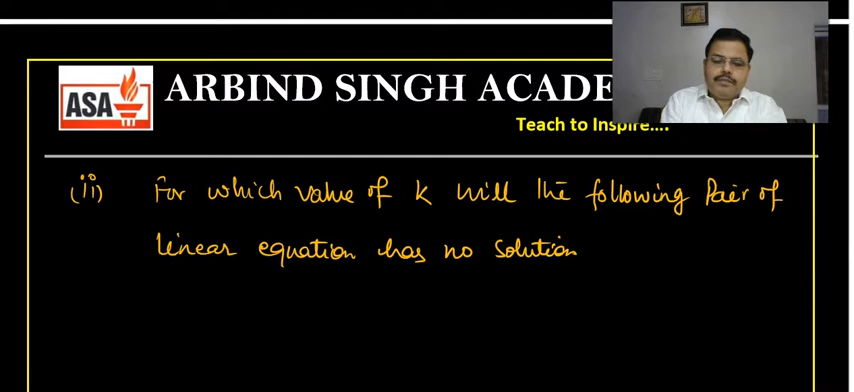 ASA
ARBIND SINGH ACADE
Teach to Inspire....
(ii) For which value of k will the following Pair of
linear equation has no solution